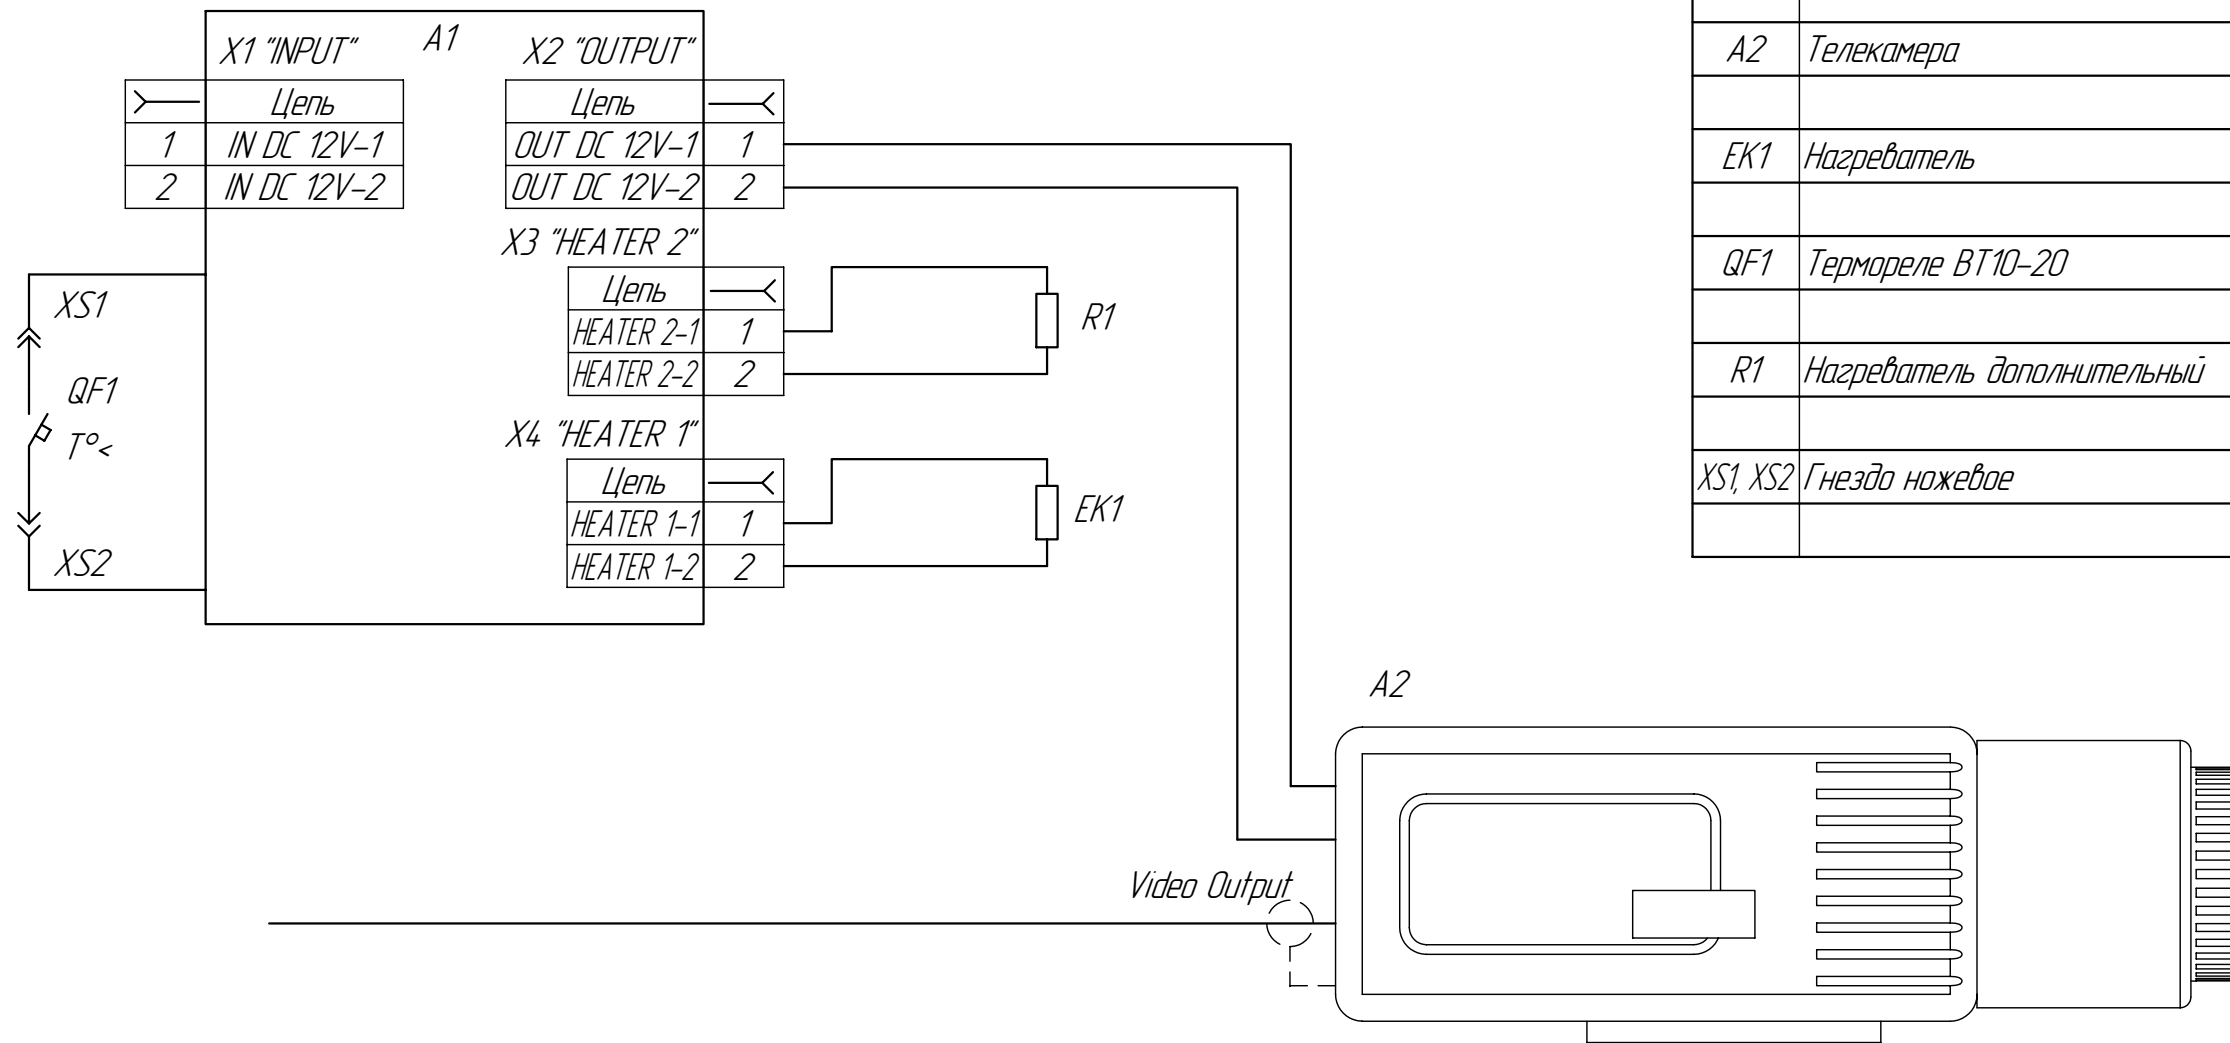 A1
X1 "INPUT"
Цепь
1 IN DC 12V-1
2 IN DC 12V-2
X2 "OUTPUT"
Цепь
OUT DC 12V-1 1
OUT DC 12V-2 2
X3 "HEATER 2"
Цепь
HEATER 2-1 1
HEATER 2-2 2
R1
X4 "HEATER 1"
Цепь
HEATER 1-1 1
HEATER 1-2 2
EK1
XS1
QF1
T°<
XS2
A2 Телекамера
EK1 Нагреватель
QF1 Термореле ВТ10-20
R1 Нагреватель дополнительный
XS1, XS2 Гнездо ножевое
A2
Video Output